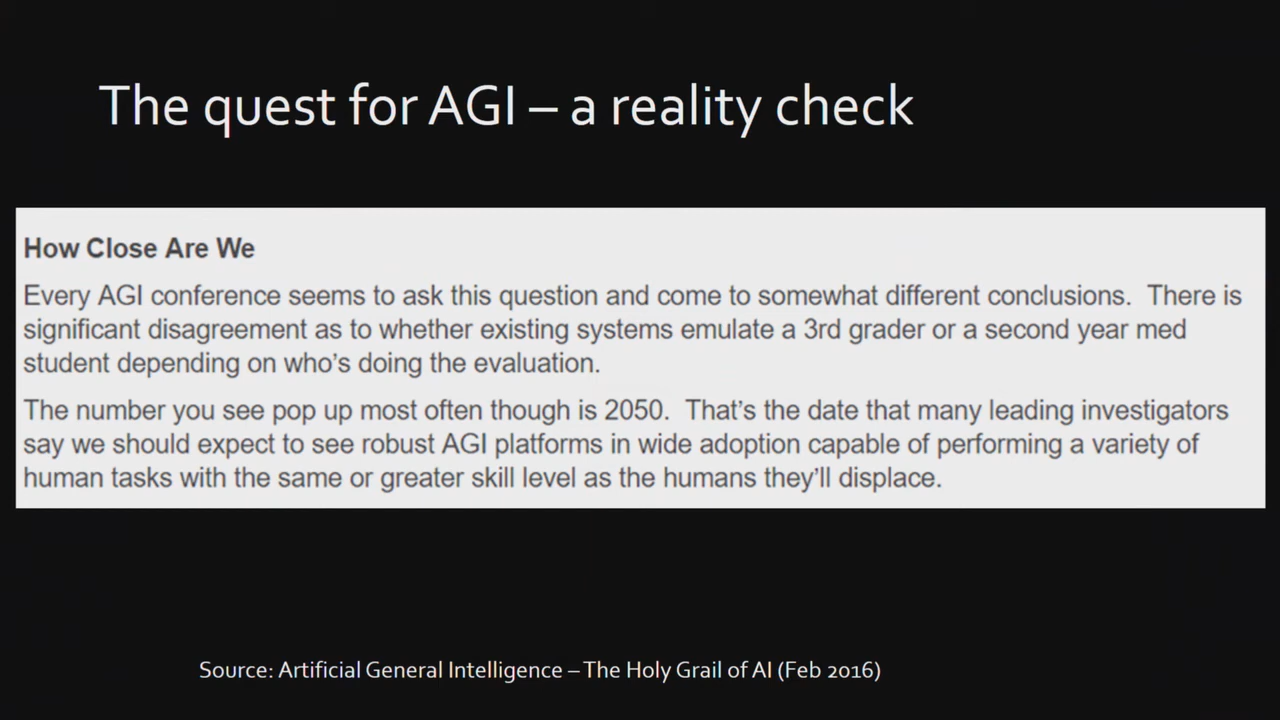 The quest for AGI – a reality check
How Close Are We
Every AGI conference seems to ask this question and come to somewhat different conclusions.  There is
significant disagreement as to whether existing systems emulate a 3rd grader or a second year med
student depending on who’s doing the evaluation.
The number you see pop up most often though is 2050.  That’s the date that many leading investigators
say we should expect to see robust AGI platforms in wide adoption capable of performing a variety of
human tasks with the same or greater skill level as the humans they’ll displace.
Source: Artificial General Intelligence – The Holy Grail of AI (Feb 2016)